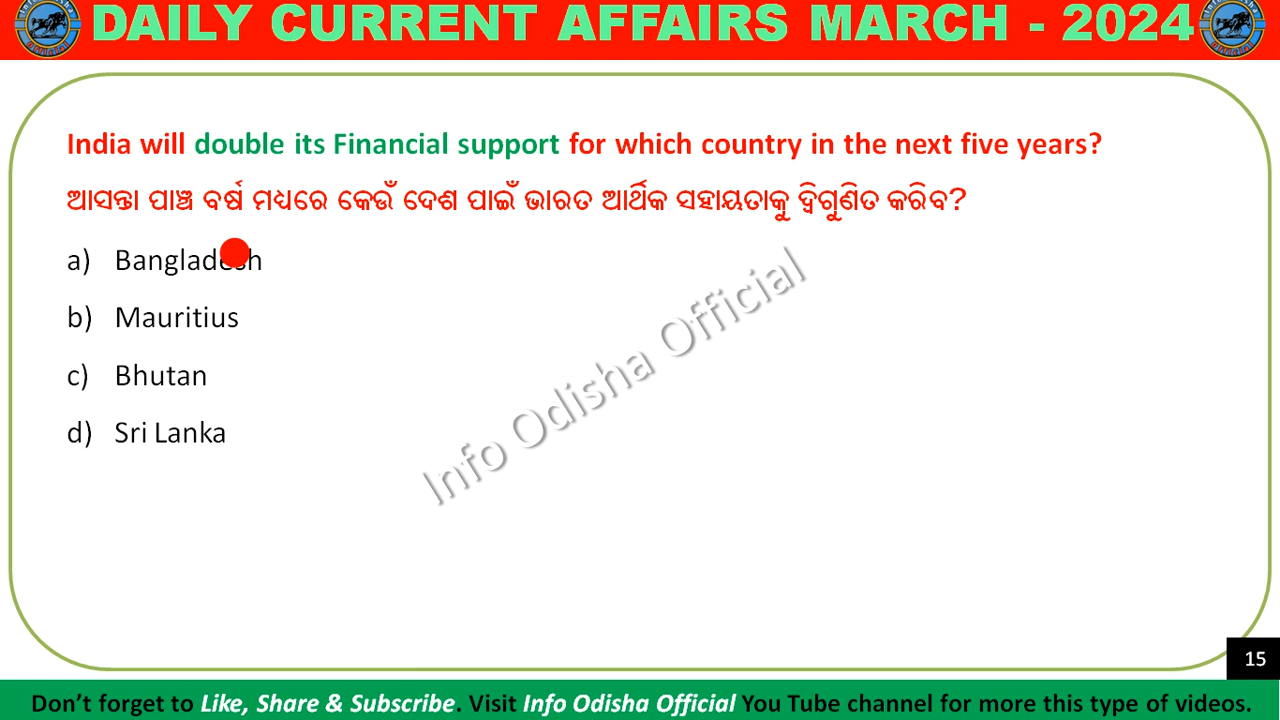 DAILY CURRENT AFFAIRS MARCH - 2024
India will double its Financial support for which country in the next five years?
ଆସନ୍ତା ପାଞ୍ଚ ବର୍ଷ ମଧ୍ୟରେ କେଉଁ ଦେଶ ପାଇଁ ଭାରତ ଆର୍ଥିକ ସହାୟତାକୁ ଦ୍ୱିଗୁଣିତ କରିବ?
a) Bangladesh
b) Mauritius
c) Bhutan
d) Sri Lanka
Info Odisha Official
15
Don't forget to Like, Share & Subscribe. Visit Info Odisha Official You Tube channel for more this type of videos.